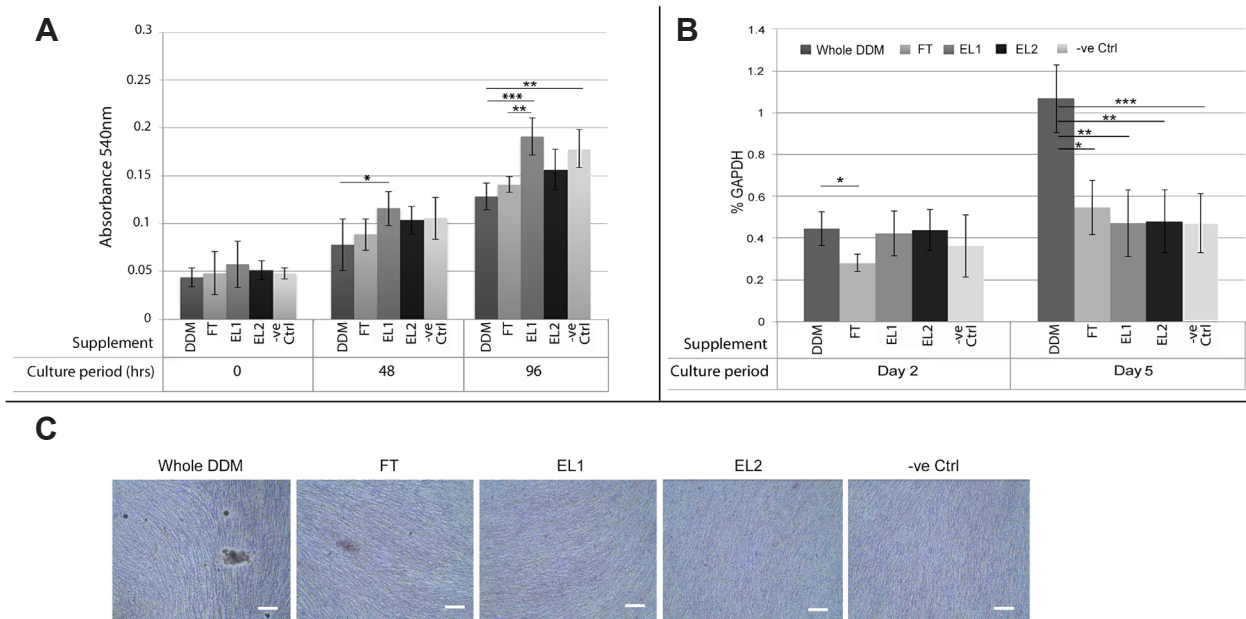 A
Absorbance 540nm
0.3
0.25
0.2
0.15
0.1
0.05
0
*
**
***
**
DDM FT EL1 EL2 -ve Ctrl DDM FT EL1 EL2 -ve Ctrl DDM FT EL1 EL2 -ve Ctrl
Supplement
Culture period (hrs) 0 48 96
B
% GAPDH
1.4
1.2
1
0.8
0.6
0.4
0.2
0
Whole DDM FT EL1 EL2 -ve Ctrl
*
***
**
**
*
DDM FT EL1 EL2 -ve Ctrl DDM FT EL1 EL2 -ve Ctrl
Supplement
Culture period Day 2 Day 5
C
Whole DDM FT EL1 EL2 -ve Ctrl